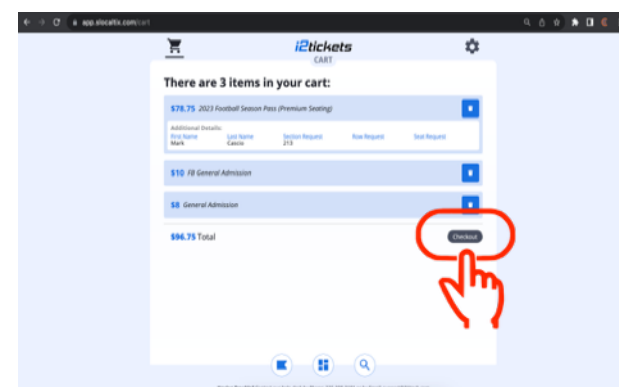 app.elocaltix.com/cart
i2tickets
CART
There are 3 items in your cart:
$78.75 2023 Football Season Pass (Premium Seating)
Additional Details:
First Name Last Name Section Request Row Request Seat Request
Mark Cascio 213
$10 FB General Admission
$8 General Admission
$96.75 Total
Checkout